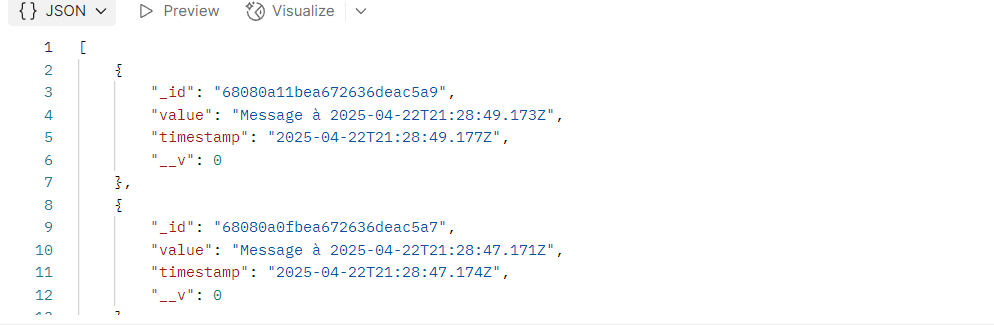 {} JSON Preview Visualize
1 [
2 {
3 "_id": "68080a11bea672636deac5a9",
4 "value": "Message à 2025-04-22T21:28:49.173Z",
5 "timestamp": "2025-04-22T21:28:49.177Z",
6 "__v": 0
7 },
8 {
9 "_id": "68080a0fbea672636deac5a7",
10 "value": "Message à 2025-04-22T21:28:47.171Z",
11 "timestamp": "2025-04-22T21:28:47.174Z",
12 "__v": 0